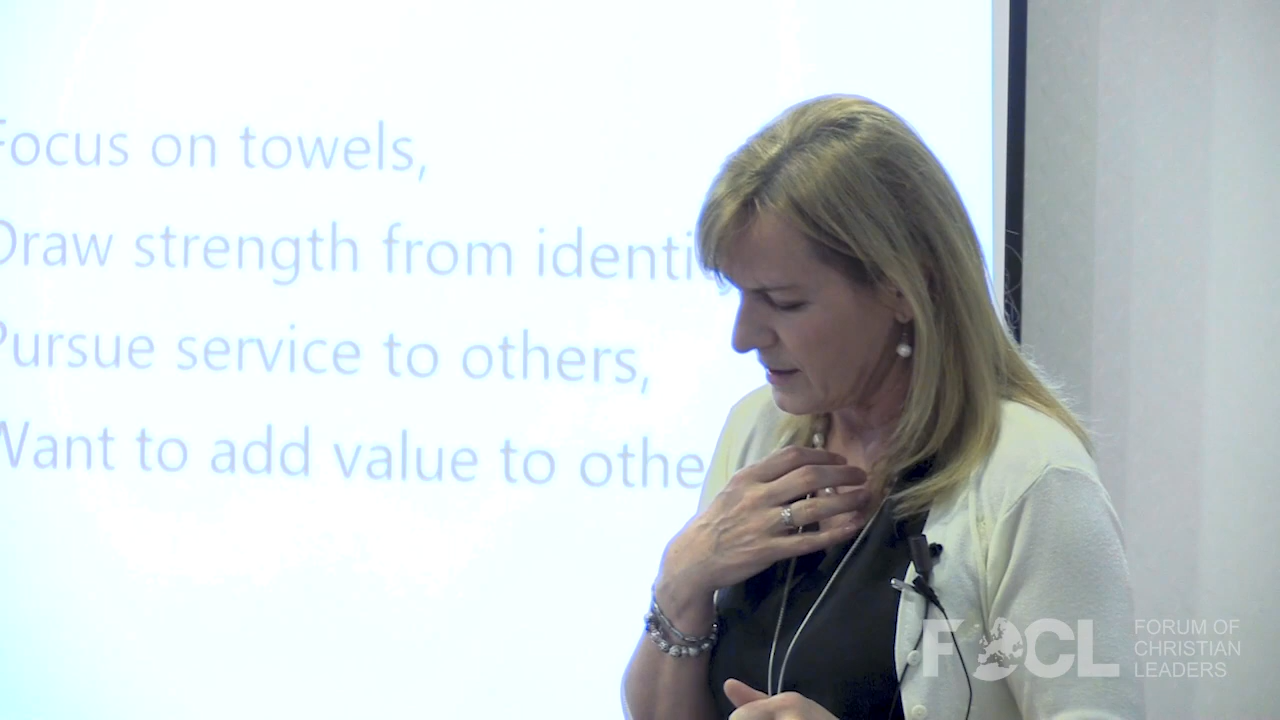 Focus on towels,
Draw strength from identity
Pursue service to others,
Want to add value to othe
FOCL
FORUM OF
CHRISTIAN
LEADERS